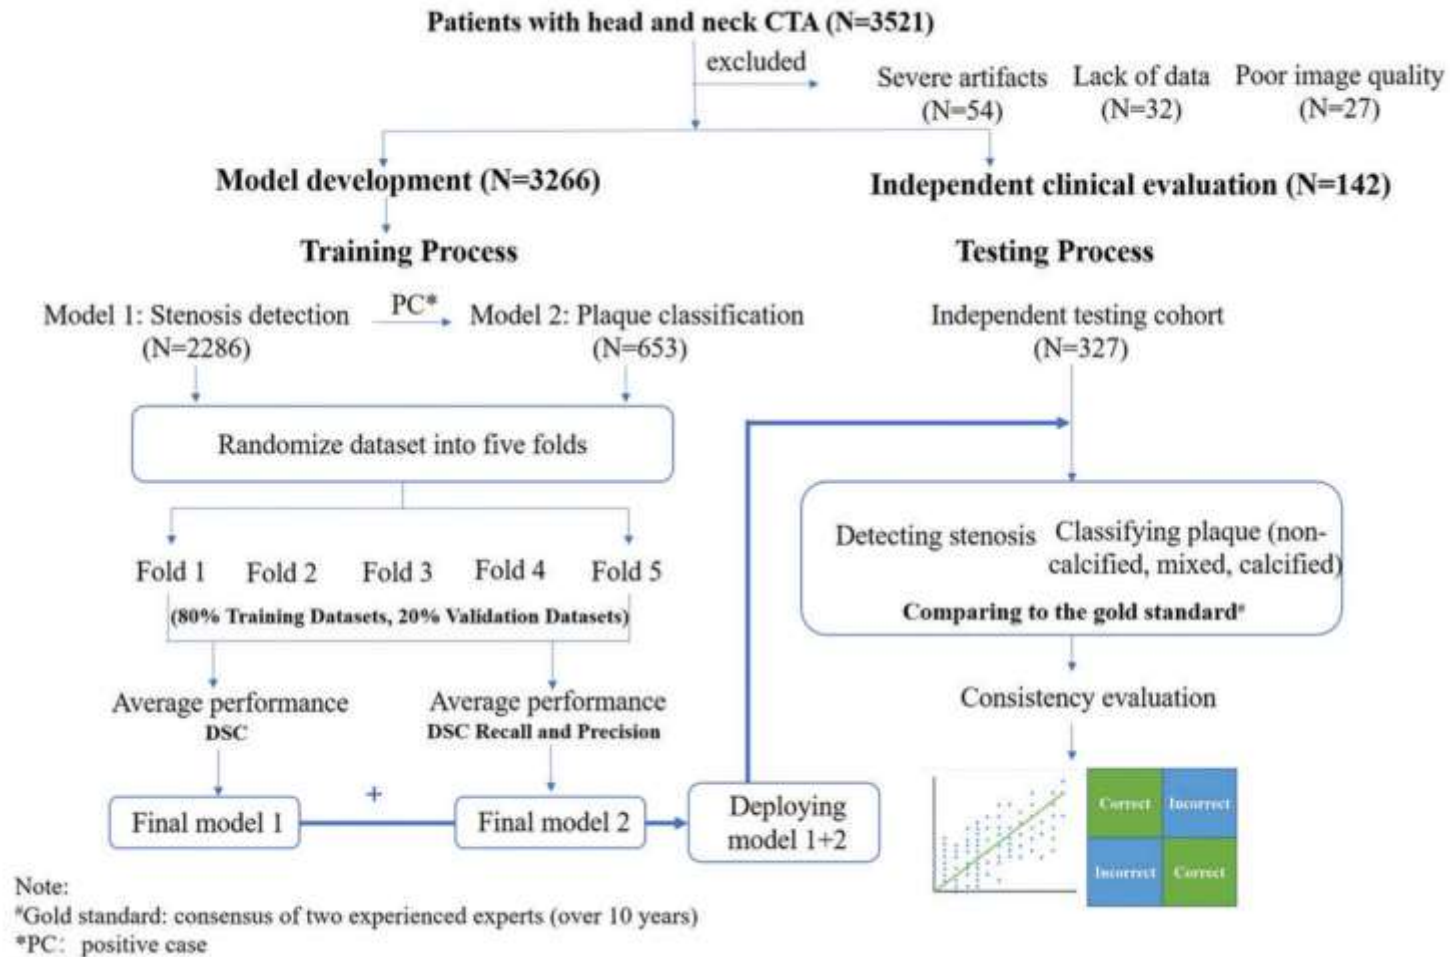 Patients with head and neck CTA (N=3521)
excluded
Severe artifacts
(N=54)
Lack of data
(N=32)
Poor image quality
(N=27)
Model development (N=3266)
Independent clinical evaluation (N=142)
Training Process
Testing Process
Model 1: Stenosis detection
(N=2286)
PC*
Model 2: Plaque classification
(N=653)
Independent testing cohort
(N=327)
Randomize dataset into five folds
Fold 1 Fold 2 Fold 3 Fold 4 Fold 5
(80% Training Datasets, 20% Validation Datasets)
Detecting stenosis
Classifying plaque (non-
calcified, mixed, calcified)
Comparing to the gold standard#
Average performance
DSC
Average performance
DSC Recall and Precision
Consistency evaluation
Final model 1
+
Final model 2
Deploying
model 1+2
Correct Incorrect
Incorrect Correct
Note:
#Gold standard: consensus of two experienced experts (over 10 years)
*PC: positive case